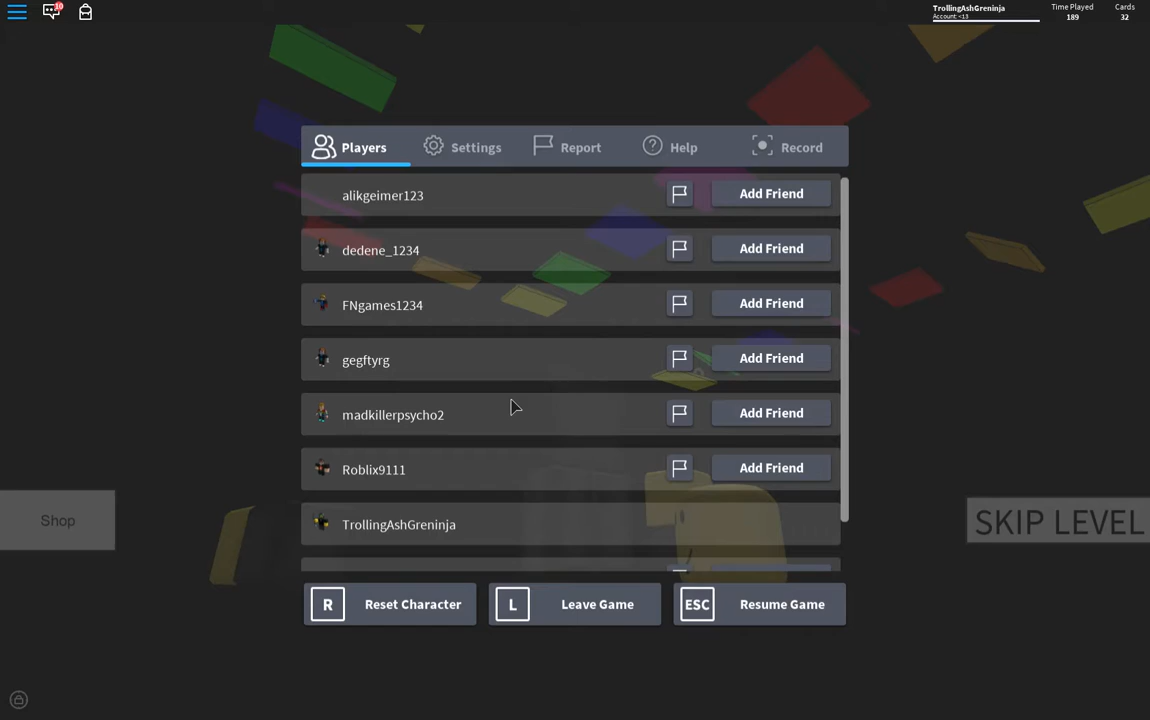 10
TrollingAshGreninja
Account: <13
Time Played
189
Cards
32
Players
Settings
Report
Help
Record
alikgeimer123
Add Friend
dedene_1234
Add Friend
FNgames1234
Add Friend
gegftyrg
Add Friend
madkillerpsycho2
Add Friend
Roblix9111
Add Friend
TrollingAshGreninja
Shop
SKIP LEVEL
R
Reset Character
L
Leave Game
ESC
Resume Game